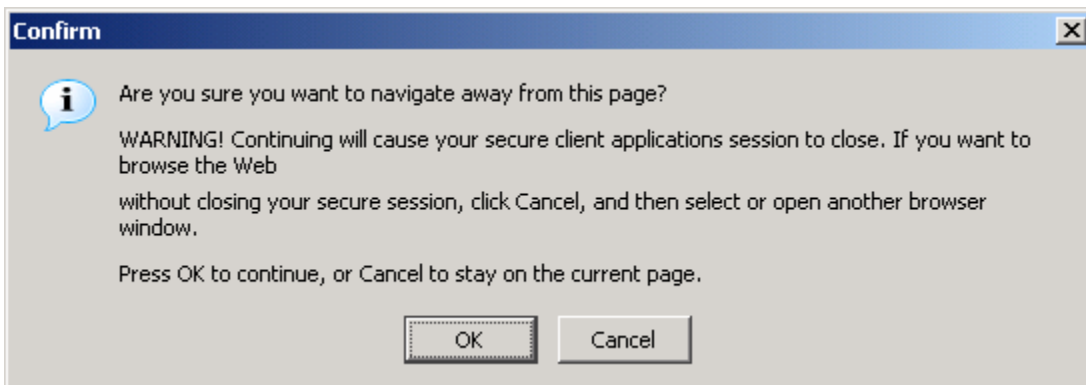 Confirm
Are you sure you want to navigate away from this page?
WARNING! Continuing will cause your secure client applications session to close. If you want to
browse the Web
without closing your secure session, click Cancel, and then select or open another browser
window.
Press OK to continue, or Cancel to stay on the current page.
OK
Cancel